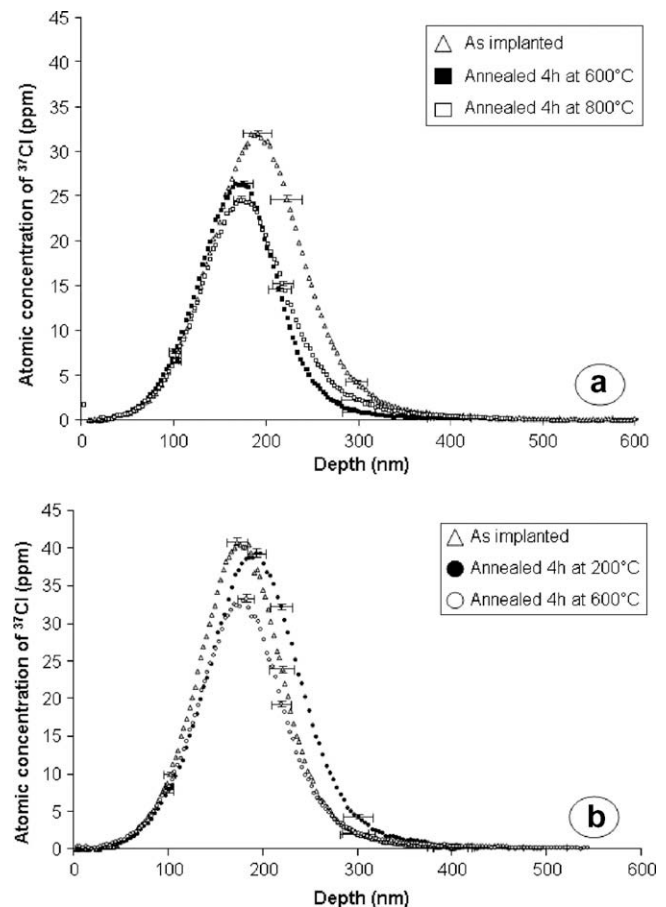 45
40
35
30
25
20
15
10
5
0
Atomic concentration of ³⁷Cl (ppm)
As implanted
Annealed 4h at 600°C
Annealed 4h at 800°C
a
0 100 200 300 400 500 600
Depth (nm)
45
40
35
30
25
20
15
10
5
0
Atomic concentration of ³⁷Cl (ppm)
As implanted
Annealed 4h at 200°C
Annealed 4h at 600°C
b
0 100 200 300 400 500 600
Depth (nm)